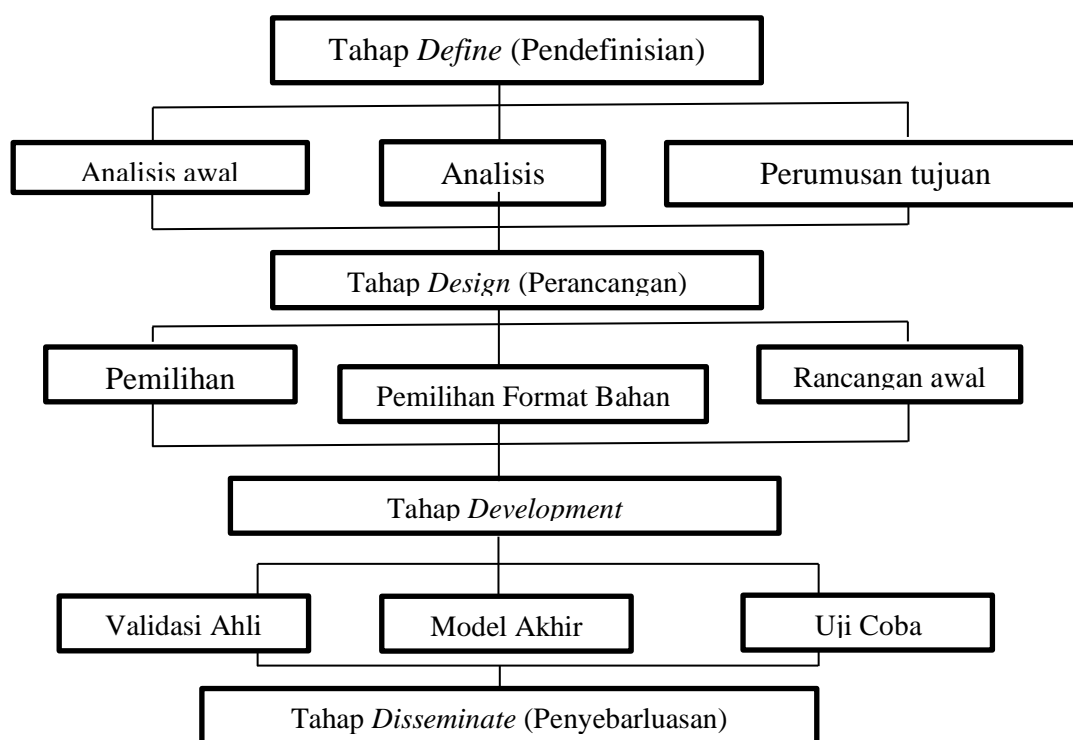 Tahap Define (Pendefinisian)
Analisis awal
Analisis
Perumusan tujuan
Tahap Design (Perancangan)
Pemilihan
Pemilihan Format Bahan
Rancangan awal
Tahap Development
Validasi Ahli
Model Akhir
Uji Coba
Tahap Disseminate (Penyebarluasan)